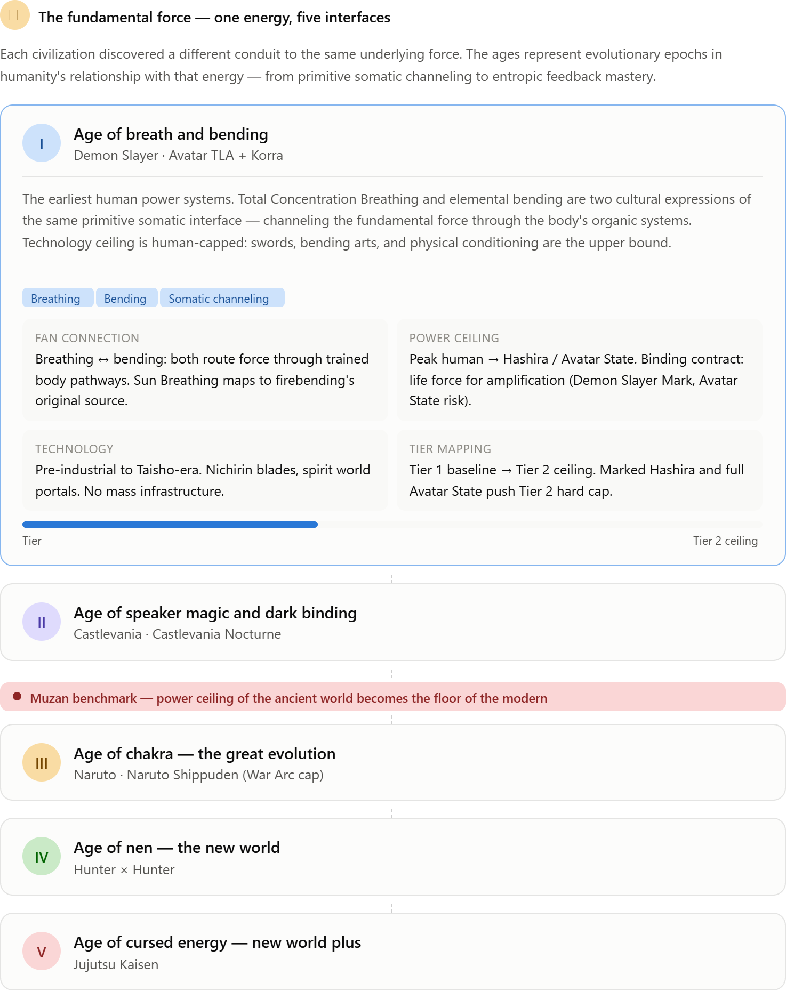 The fundamental force — one energy, five interfaces
Each civilization discovered a different conduit to the same underlying force. The ages represent evolutionary epochs in
humanity's relationship with that energy — from primitive somatic channeling to entropic feedback mastery.
I
Age of breath and bending
Demon Slayer · Avatar TLA + Korra
The earliest human power systems. Total Concentration Breathing and elemental bending are two cultural expressions of
the same primitive somatic interface — channeling the fundamental force through the body's organic systems.
Technology ceiling is human-capped: swords, bending arts, and physical conditioning are the upper bound.
Breathing Bending Somatic channeling
FAN CONNECTION
Breathing ↔ bending: both route force through trained
body pathways. Sun Breathing maps to firebending's
original source.
POWER CEILING
Peak human → Hashira / Avatar State. Binding contract:
life force for amplification (Demon Slayer Mark, Avatar
State risk).
TECHNOLOGY
Pre-industrial to Taisho-era. Nichirin blades, spirit world
portals. No mass infrastructure.
TIER MAPPING
Tier 1 baseline → Tier 2 ceiling. Marked Hashira and full
Avatar State push Tier 2 hard cap.
Tier Tier 2 ceiling
II
Age of speaker magic and dark binding
Castlevania · Castlevania Nocturne
Muzan benchmark — power ceiling of the ancient world becomes the floor of the modern
III
Age of chakra — the great evolution
Naruto · Naruto Shippuden (War Arc cap)
IV
Age of nen — the new world
Hunter × Hunter
V
Age of cursed energy — new world plus
Jujutsu Kaisen